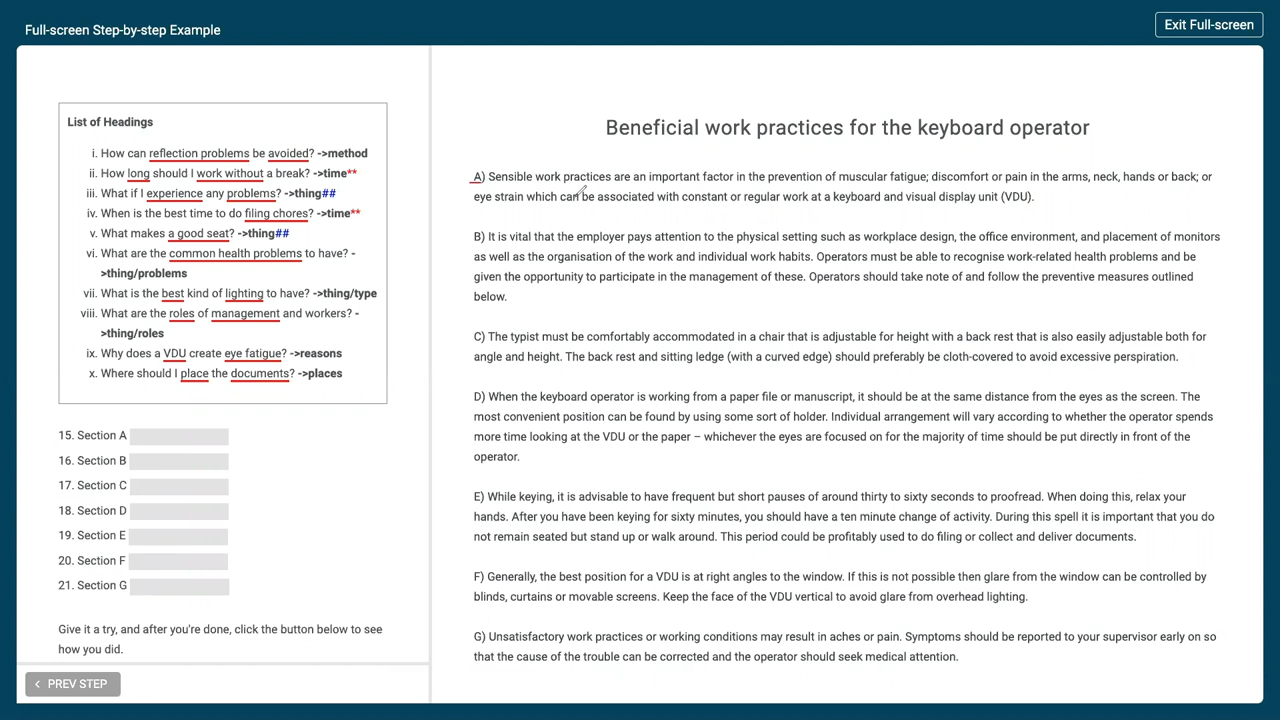 Full-screen Step-by-step Example
Exit Full-screen
List of Headings
i. How can reflection problems be avoided? ->method
ii. How long should I work without a break? ->time**
iii. What if I experience any problems? ->thing##
iv. When is the best time to do filing chores? ->time**
v. What makes a good seat? ->thing##
vi. What are the common health problems to have? -
>thing/problems
vii. What is the best kind of lighting to have? ->thing/type
viii. What are the roles of management and workers? -
>thing/roles
ix. Why does a VDU create eye fatigue? ->reasons
x. Where should I place the documents? ->places
15. Section A
16. Section B
17. Section C
18. Section D
19. Section E
20. Section F
21. Section G
Give it a try, and after you're done, click the button below to see
how you did.
PREV STEP
Beneficial work practices for the keyboard operator
A) Sensible work practices are an important factor in the prevention of muscular fatigue; discomfort or pain in the arms, neck, hands or back; or
eye strain which can be associated with constant or regular work at a keyboard and visual display unit (VDU).
B) It is vital that the employer pays attention to the physical setting such as workplace design, the office environment, and placement of monitors
as well as the organisation of the work and individual work habits. Operators must be able to recognise work-related health problems and be
given the opportunity to participate in the management of these. Operators should take note of and follow the preventive measures outlined
below.
C) The typist must be comfortably accommodated in a chair that is adjustable for height with a back rest that is also easily adjustable both for
angle and height. The back rest and sitting ledge (with a curved edge) should preferably be cloth-covered to avoid excessive perspiration.
D) When the keyboard operator is working from a paper file or manuscript, it should be at the same distance from the eyes as the screen. The
most convenient position can be found by using some sort of holder. Individual arrangement will vary according to whether the operator spends
more time looking at the VDU or the paper – whichever the eyes are focused on for the majority of time should be put directly in front of the
operator.
E) While keying, it is advisable to have frequent but short pauses of around thirty to sixty seconds to proofread. When doing this, relax your
hands. After you have been keying for sixty minutes, you should have a ten minute change of activity. During this spell it is important that you do
not remain seated but stand up or walk around. This period could be profitably used to do filing or collect and deliver documents.
F) Generally, the best position for a VDU is at right angles to the window. If this is not possible then glare from the window can be controlled by
blinds, curtains or movable screens. Keep the face of the VDU vertical to avoid glare from overhead lighting.
G) Unsatisfactory work practices or working conditions may result in aches or pain. Symptoms should be reported to your supervisor early on so
that the cause of the trouble can be corrected and the operator should seek medical attention.